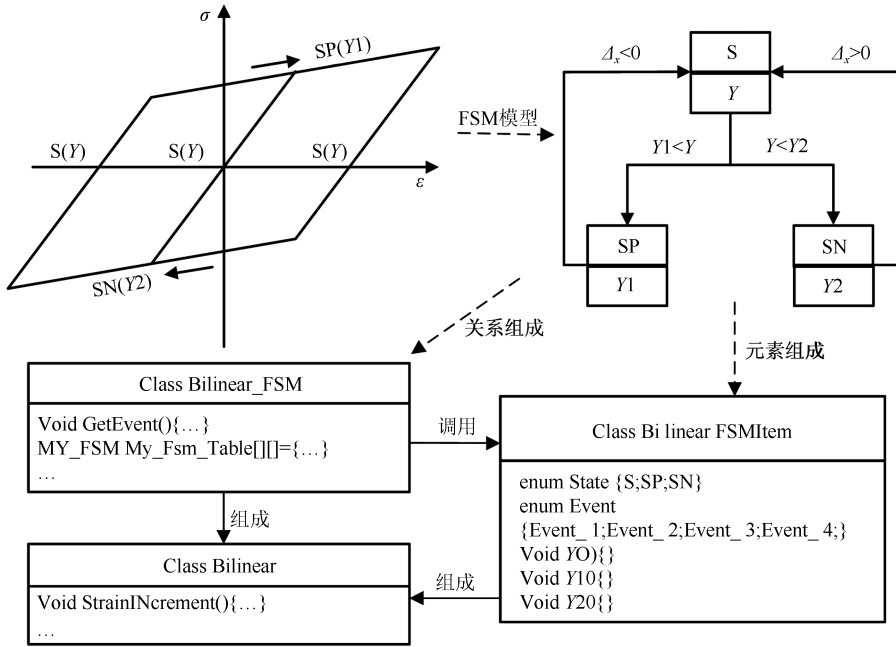 σ
SP(Y1)
S(Y)
S(Y)
S(Y)
ε
SN(Y2)
FSM模型
Δx<0
S
Δx>0
Y
Y1<Y
Y<Y2
SP
Y1
SN
Y2
关系组成
元素组成
Class Bilinear_FSM
Void GetEvent(){…}
MY_FSM My_Fsm_Table[][]={…}
…
调用
组成
Class Bilinear
Void StrainINcrement(){…}
…
组成
Class Bi linear FSMItem
enum State {S;SP;SN}
enum Event
{Event_ 1;Event_ 2;Event_ 3;Event_ 4;}
Void YO){}
Void Y10{}
Void Y20{}